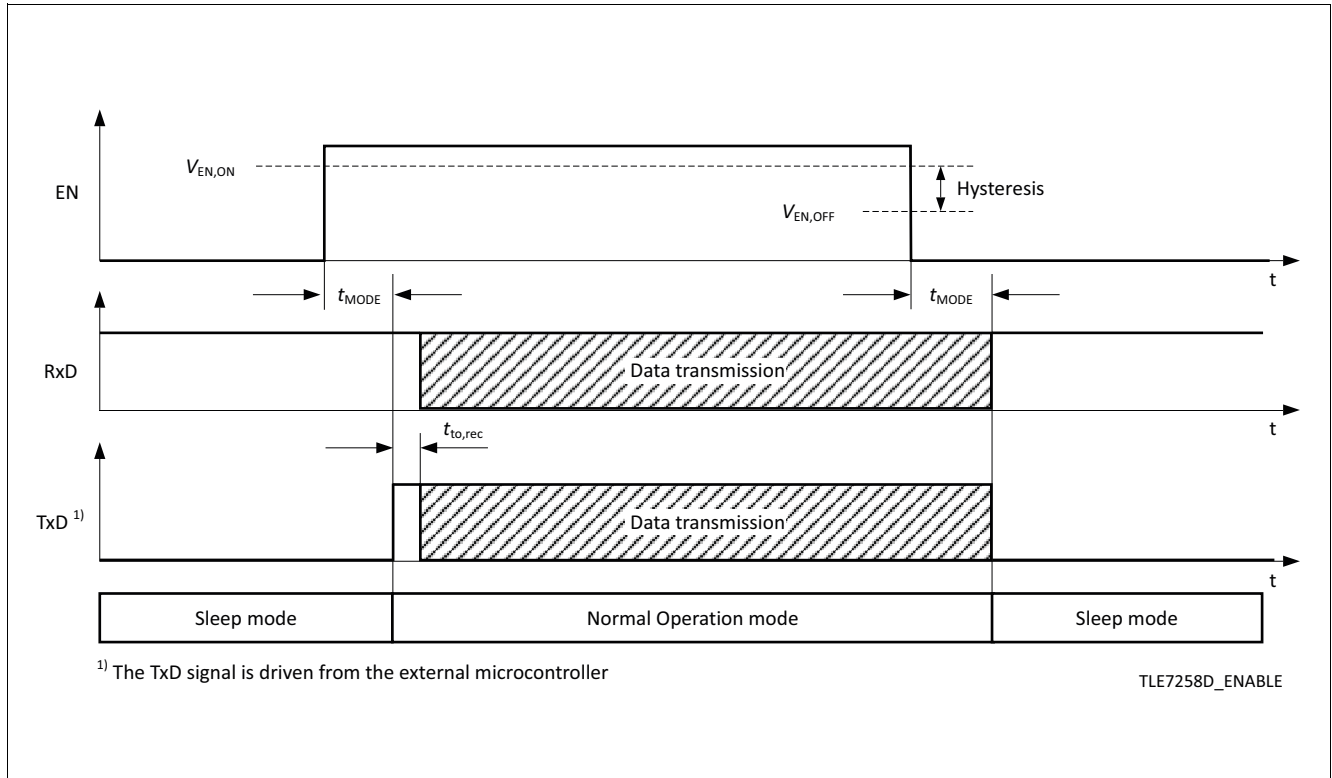 V_EN,ON
EN
Hysteresis
V_EN,OFF
t
t_MODE
t_MODE
RxD
Data transmission
t
t_to,rec
TxD ¹⁾
Data transmission
t
Sleep mode
Normal Operation mode
Sleep mode
¹⁾ The TxD signal is driven from the external microcontroller
TLE7258D_ENABLE